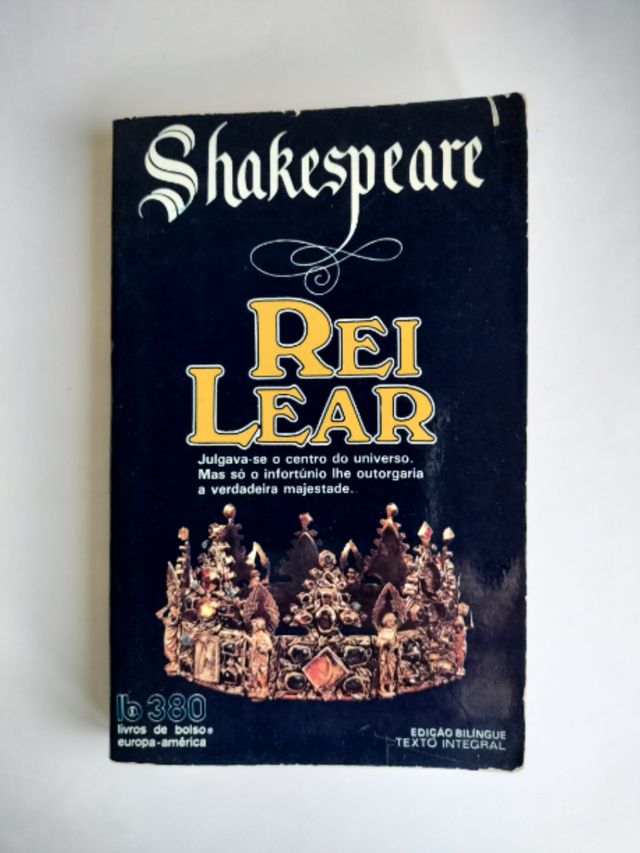 Shakespeare
REI
LEAR
Julgava-se o centro do universo.
Mas só o infortúnio lhe outorgaria
a verdadeira majestade.
lb 380
livros de bolso
europa-américa
EDIÇÃO BILÍNGUE
TEXTO INTEGRAL